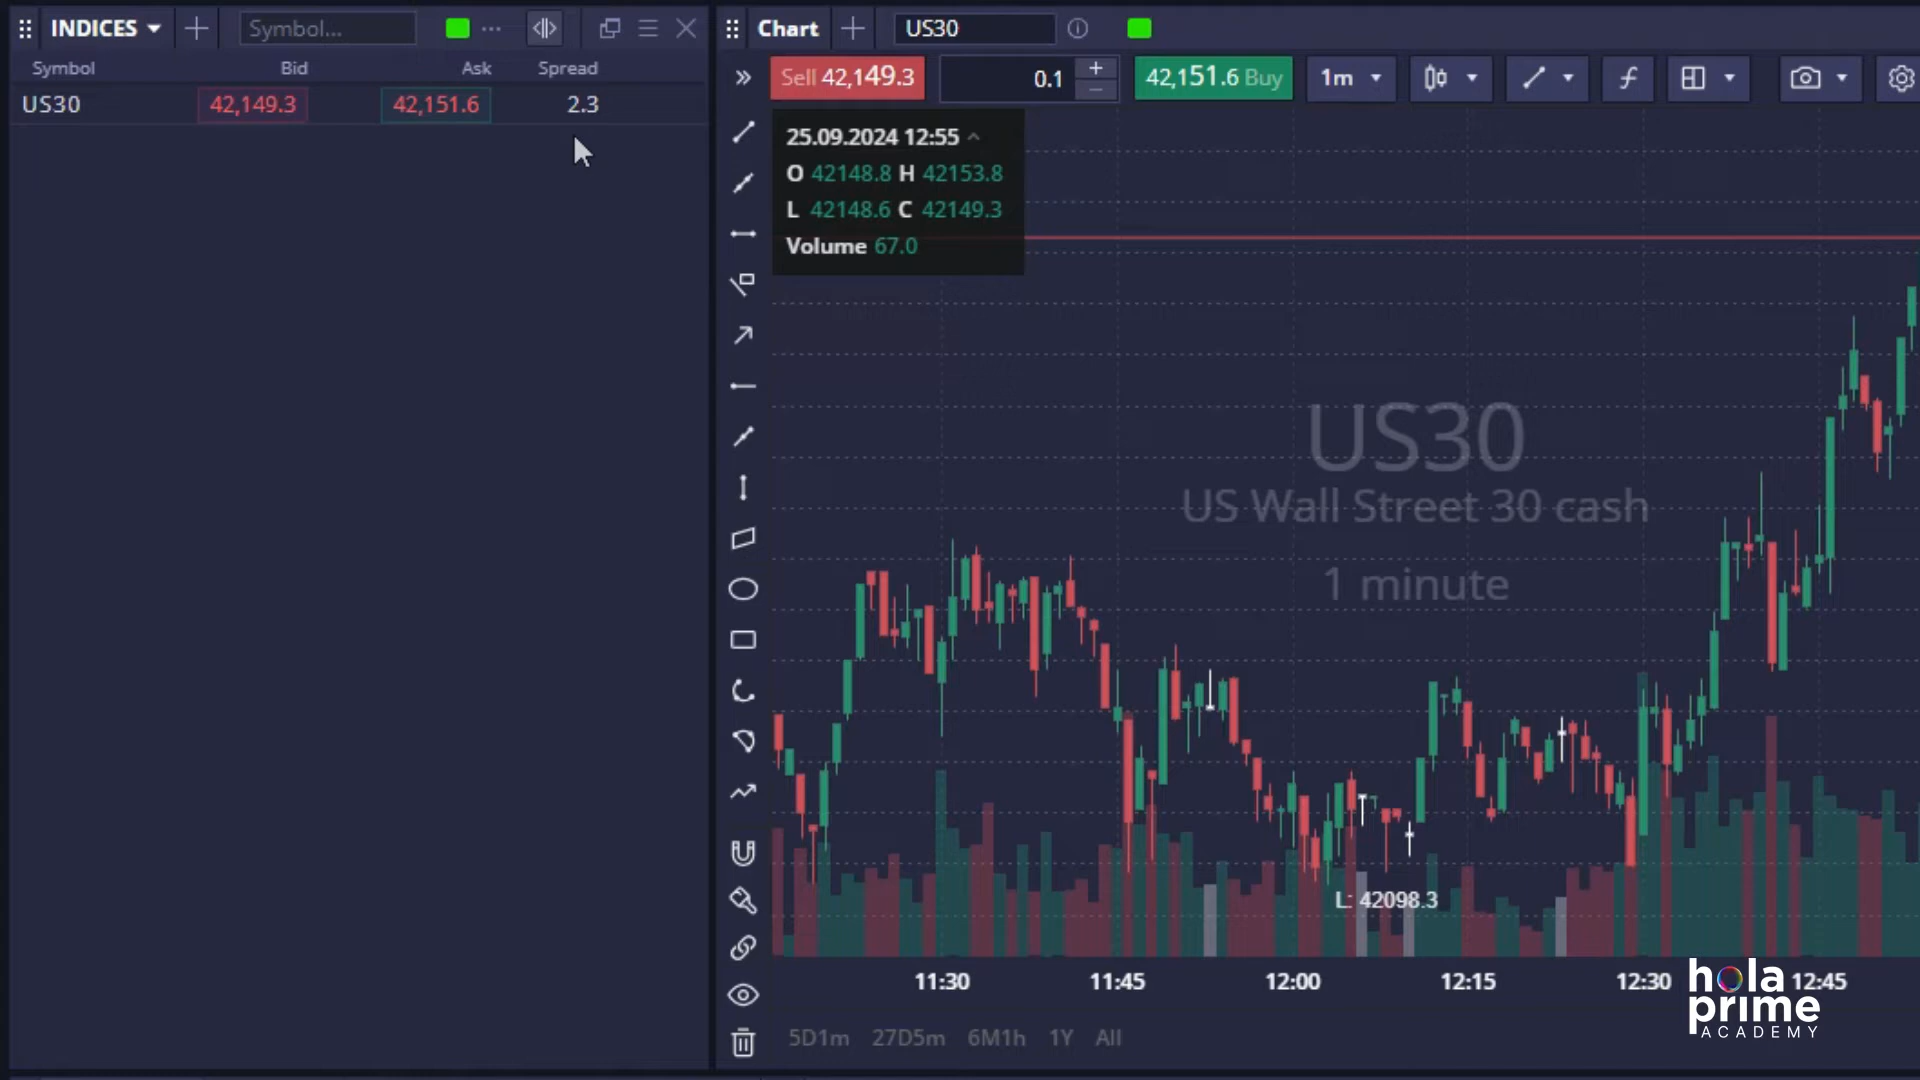 INDICES
Symbol...
Symbol Bid Ask Spread
US30 42,149.3 42,151.6 2.3
Chart US30
Sell 42,149.3 0.1 42,151.6 Buy 1m
25.09.2024 12:55
O 42148.8 H 42153.8
L 42148.6 C 42149.3
Volume 67.0
US30
US Wall Street 30 cash
1 minute
L: 42098.3
11:30 11:45 12:00 12:15 12:30 12:45
5D1m 27D5m 6M1h 1Y All
hola
prime
ACADEMY